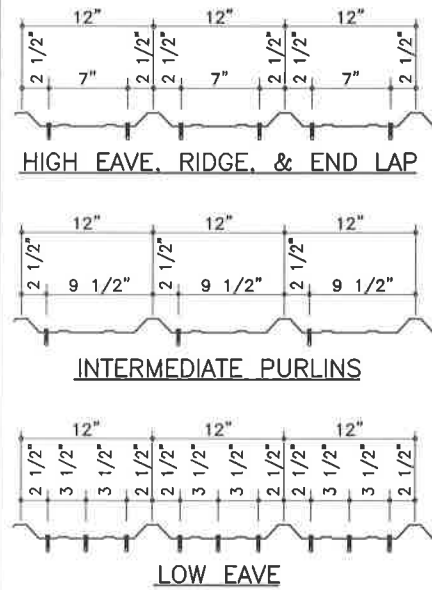 12" 12" 12"
2 1/2" 7" 2 1/2" 2 1/2" 7" 2 1/2" 2 1/2" 7" 2 1/2"
HIGH EAVE, RIDGE, & END LAP
12" 12" 12"
2 1/2" 9 1/2" 2 1/2" 9 1/2" 2 1/2" 9 1/2"
INTERMEDIATE PURLINS
12" 12" 12"
2 1/2" 3 1/2" 3 1/2" 2 1/2" 2 1/2" 3 1/2" 3 1/2" 2 1/2" 2 1/2" 3 1/2" 3 1/2" 2 1/2"
LOW EAVE